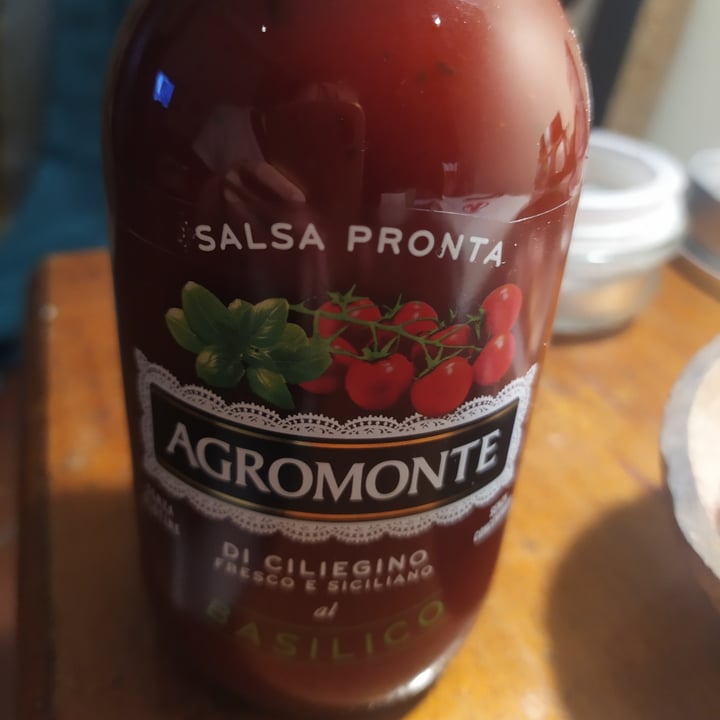 SALSA PRONTA
AGROMONTE
DI CILIEGINO
FRESCO E SICILIANO
al
BASILICO